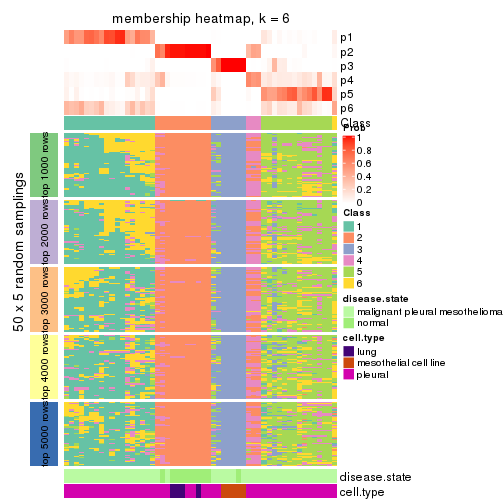 membership heatmap, k = 6
p1
p2
p3
p4
p5
p6
Class
Prob
1
0.8
0.6
0.4
0.2
0
Class
1
2
3
4
5
6
disease.state
malignant pleural mesothelioma
normal
cell.type
lung
mesothelial cell line
pleural
50 x 5 random samplings
top 1000 rows
top 2000 rows
top 3000 rows
top 4000 rows
top 5000 rows
disease.state
cell.type